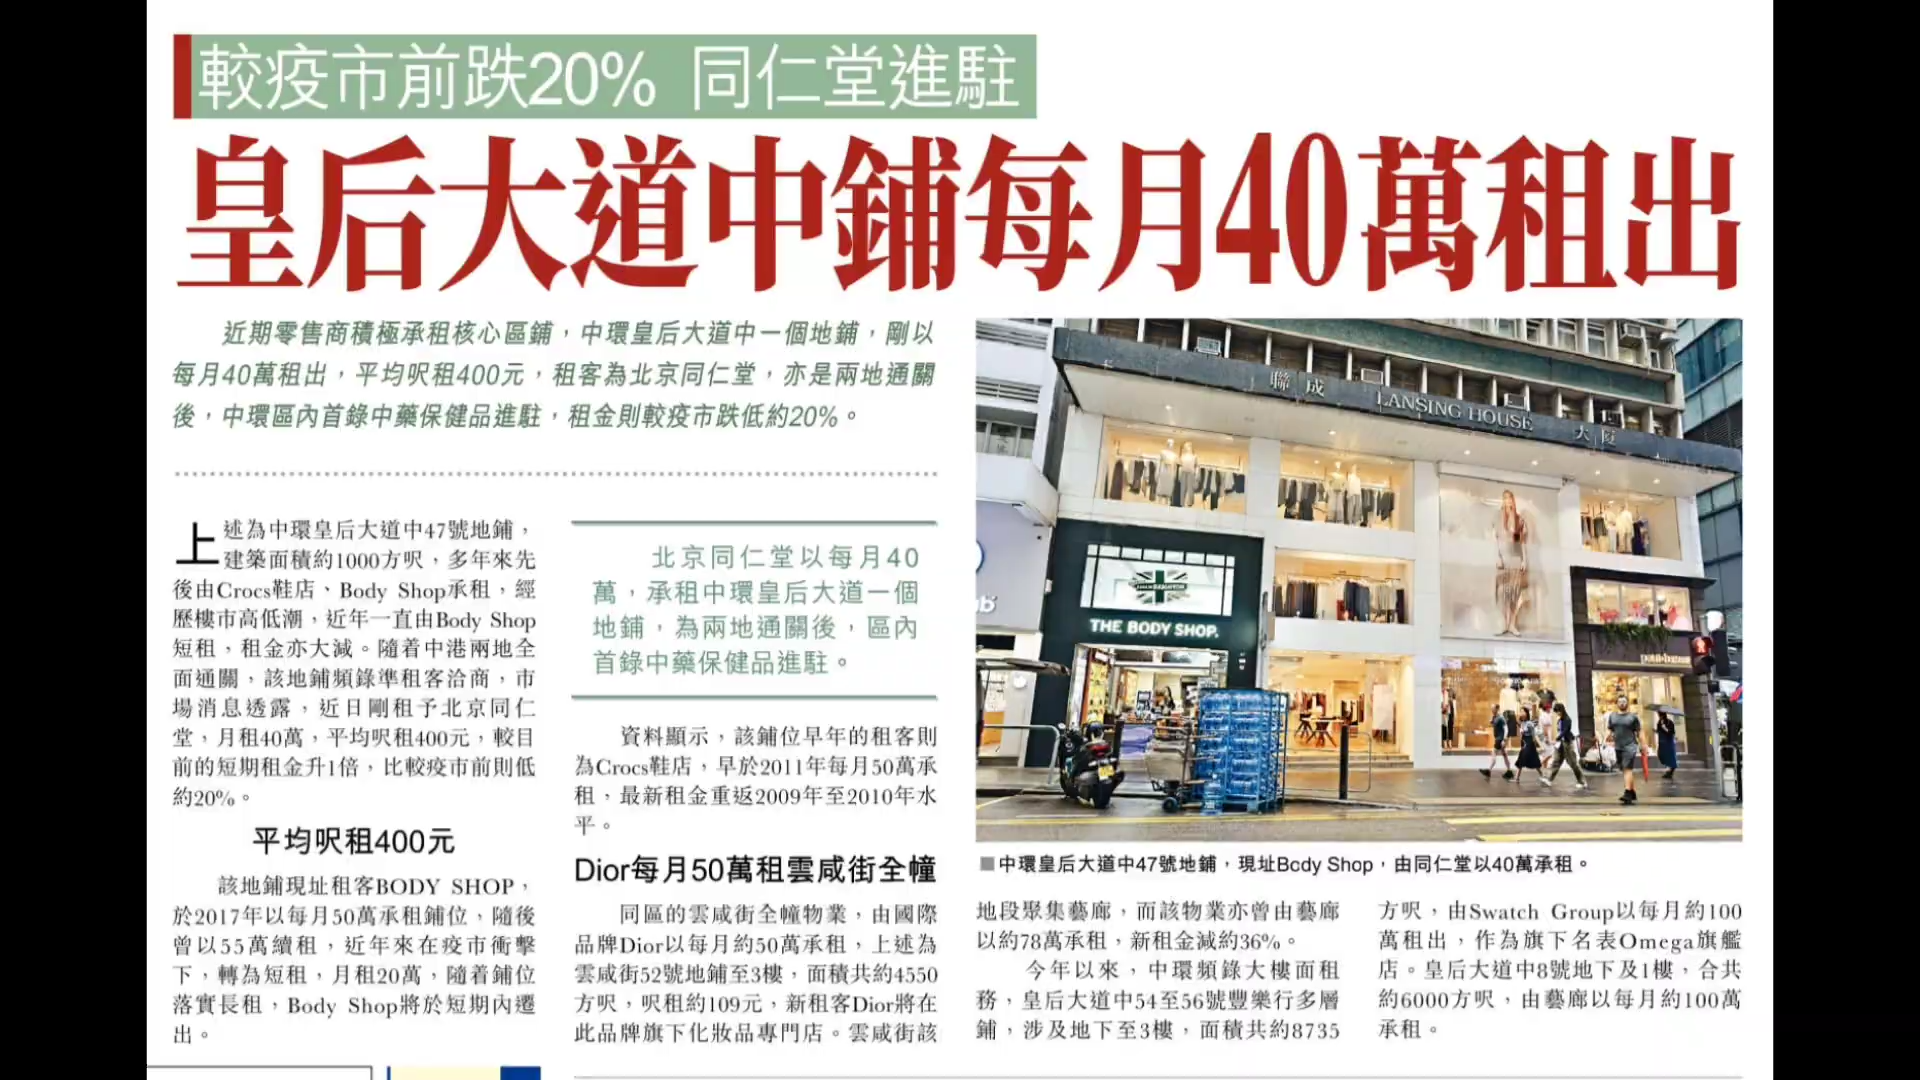 較疫市前跌20% 同仁堂進駐
皇后大道中鋪每月40萬租出
近期零售商積極承租核心區鋪，中環皇后大道中一個地鋪，剛以
每月40萬租出，平均呎租400元，租客為北京同仁堂，亦是兩地通關
後，中環區內首錄中藥保健品進駐，租金則較疫市跌低約20%。
上述為中環皇后大道中47號地鋪，
建築面積約1000方呎，多年來先
後由Crocs鞋店、Body Shop承租，經
歷樓市高低潮，近年一直由Body Shop
短租，租金亦大減。隨着中港兩地全
面通關，該地鋪頻錄準租客洽商，市
場消息透露，近日剛租予北京同仁
堂，月租40萬，平均呎租400元，較目
前的短期租金升1倍，比較疫市前則低
約20%。
平均呎租400元
該地鋪現址租客BODY SHOP，
於2017年以每月50萬承租鋪位，隨後
曾以55萬續租，近年來在疫市衝擊
下，轉為短租，月租20萬，隨着鋪位
落實長租，Body Shop將於短期內遷
出。
北京同仁堂以每月40
萬，承租中環皇后大道一個
地鋪，為兩地通關後，區內
首錄中藥保健品進駐。
資料顯示，該鋪位早年的租客則
為Crocs鞋店，早於2011年每月50萬承
租，最新租金重返2009年至2010年水
平。
Dior每月50萬租雲咸街全幢
同區的雲咸街全幢物業，由國際
品牌Dior以每月約50萬承租，上述為
雲咸街52號地鋪至3樓，面積共約4550
方呎，呎租約109元，新租客Dior將在
此品牌旗下化妝品專門店。雲咸街該
聯成 LANSING HOUSE 大廈
THE BODY SHOP.
■中環皇后大道中47號地鋪，現址Body Shop，由同仁堂以40萬承租。
地段聚集藝廊，而該物業亦曾由藝廊
以約78萬承租，新租金減約36%。
今年以來，中環頻錄大樓面租
務，皇后大道中54至56號豐樂行多層
鋪，涉及地下至3樓，面積共約8735
方呎，由Swatch Group以每月約100
萬租出，作為旗下名表Omega旗艦
店。皇后大道中8號地下及1樓，合共
約6000方呎，由藝廊以每月約100萬
承租。